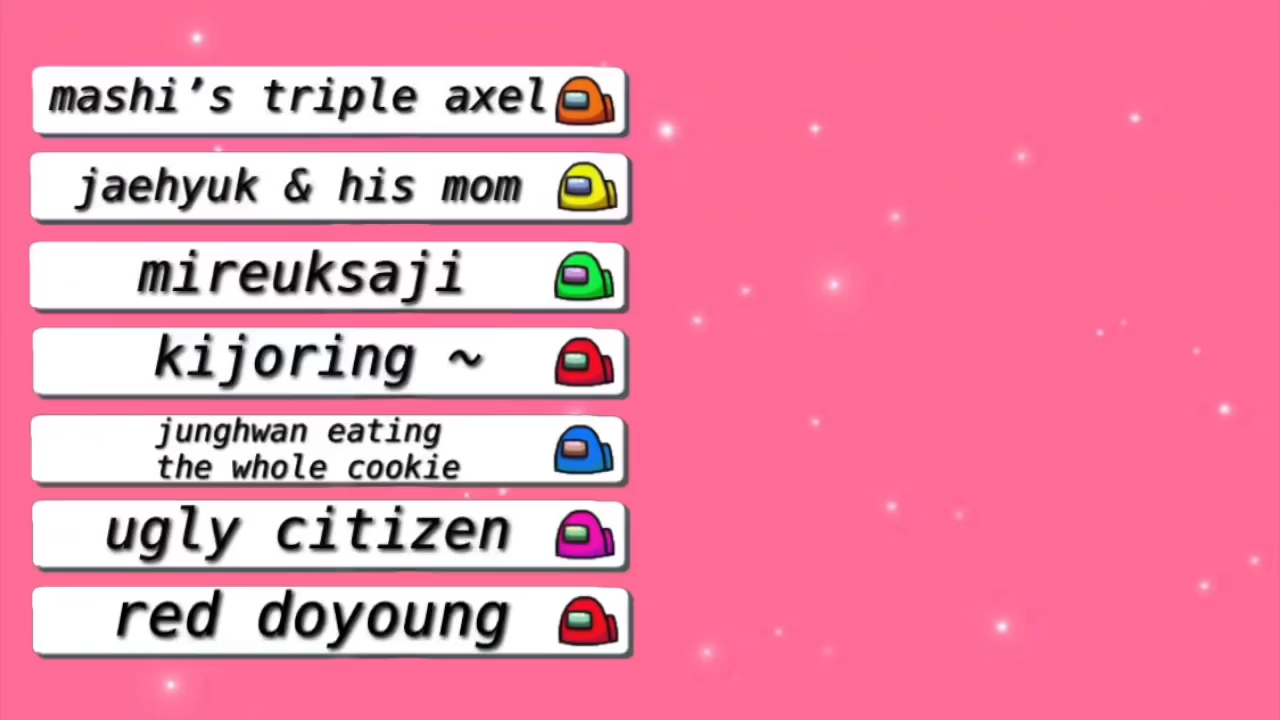 mashi’s triple axel
jaehyuk & his mom
mireuksaji
kijoring ~
junghwan eating
the whole cookie
ugly citizen
red doyoung